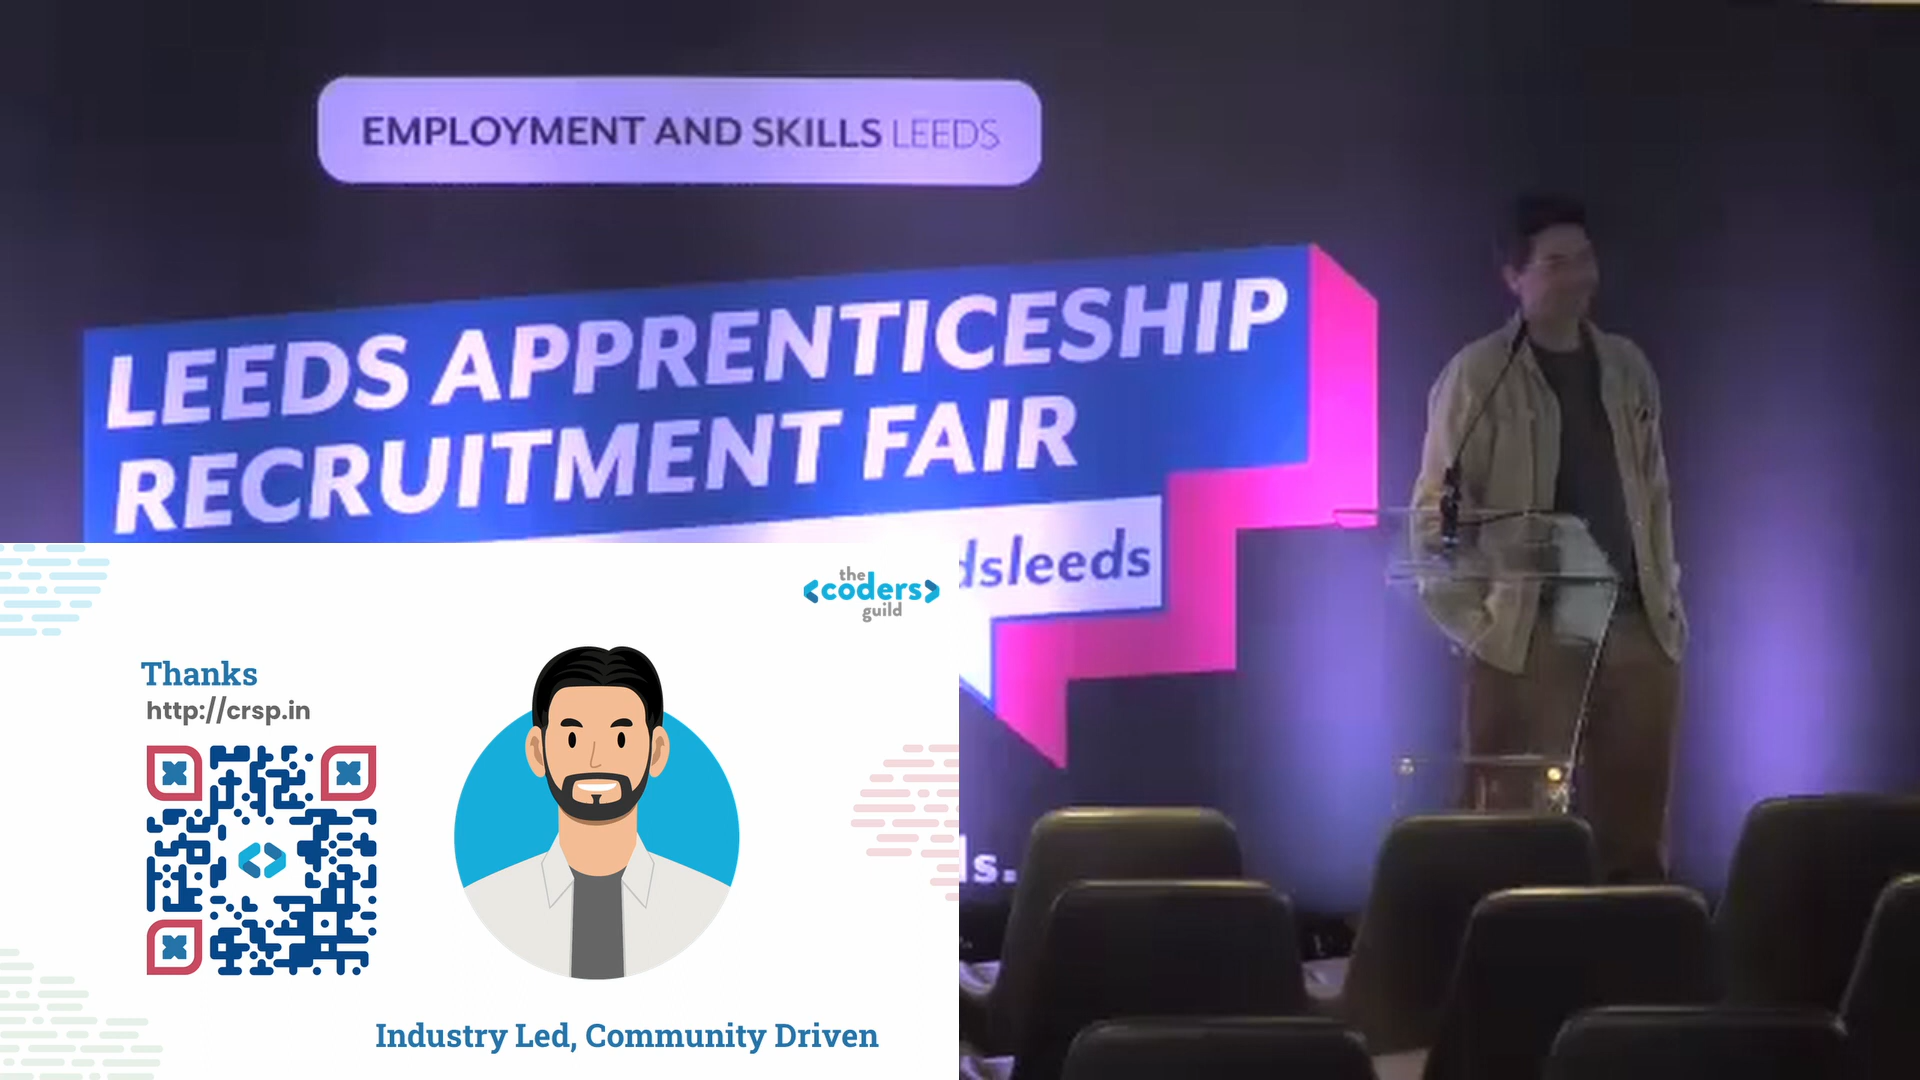 EMPLOYMENT AND SKILLS LEEDS
LEEDS APPRENTICESHIP
RECRUITMENT FAIR
dsleeds
the
<coders>
guild
Thanks
http://crsp.in
ls.
Industry Led, Community Driven